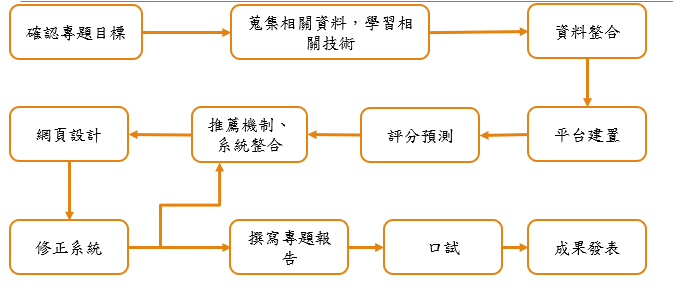 確認專題目標
蒐集相關資料，學習相
關技術
資料整合
平台建置
評分預測
推薦機制、
系統整合
網頁設計
修正系統
撰寫專題報
告
口試
成果發表